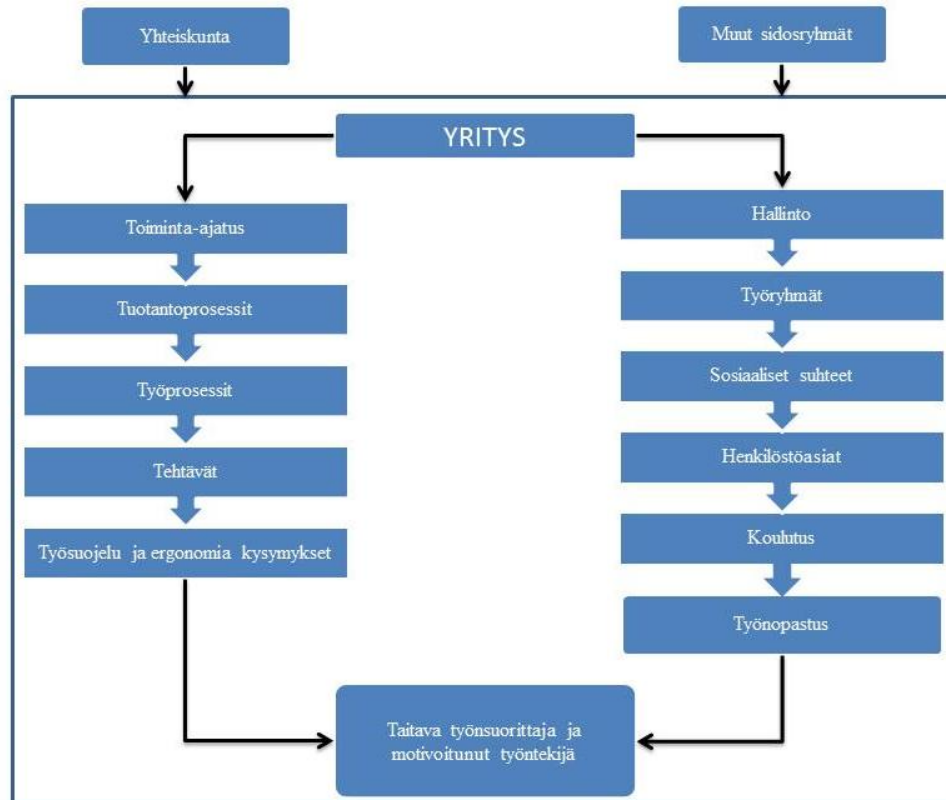 Yhteiskunta
Muut sidosryhmät
YRITYS
Toiminta-ajatus
Tuotantoprosessit
Työprosessit
Tehtävät
Työsuojelu ja ergonomia kysymykset
Hallinto
Työryhmät
Sosiaaliset suhteet
Henkilöstöasiat
Koulutus
Työnopastus
Taitava työnsuorittaja ja
motivoitunut työntekijä